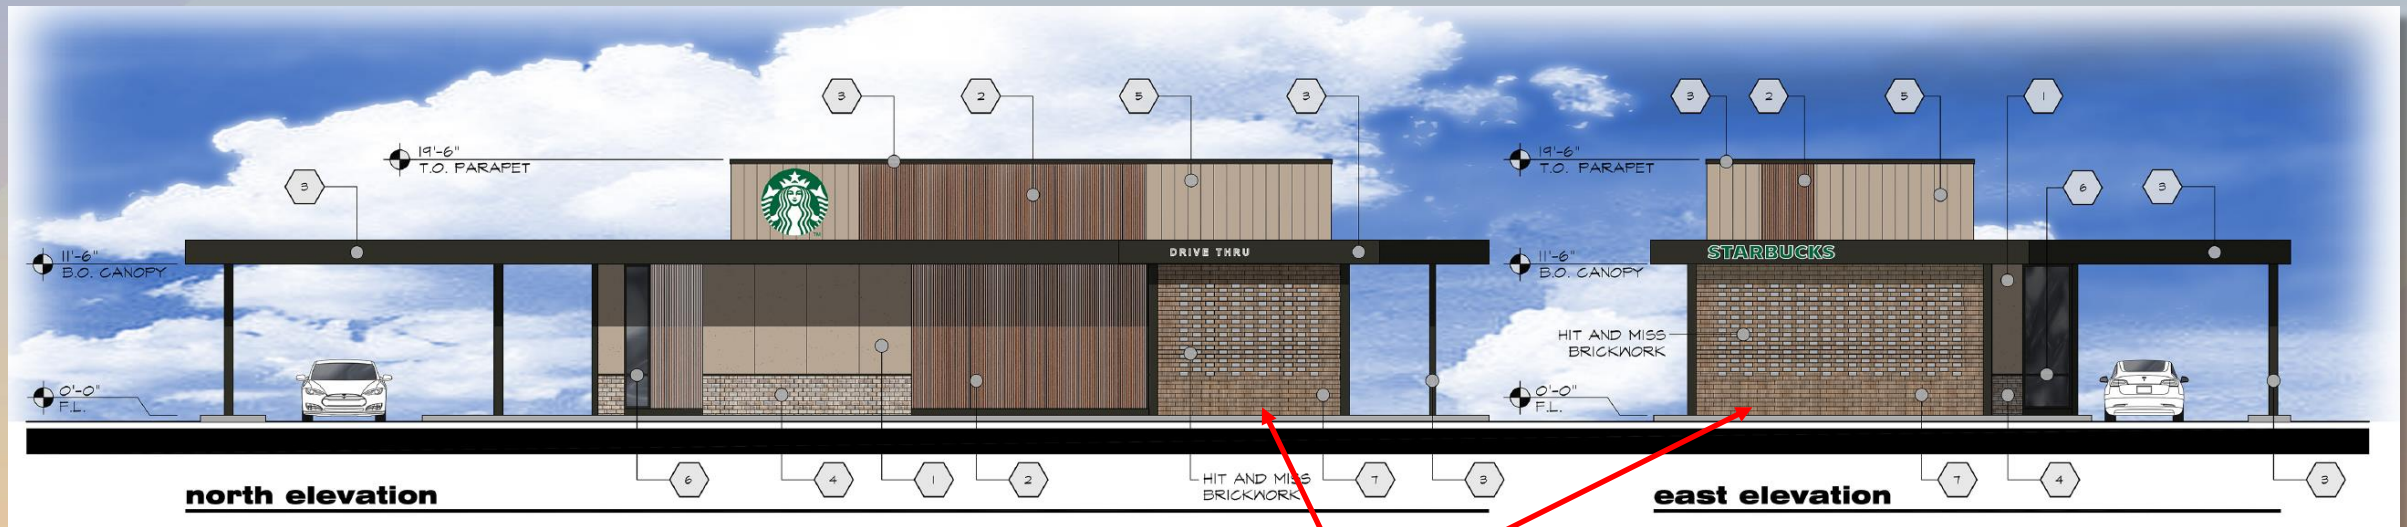 3
2
5
3
19'-6"
T.O. PARAPET
3
11'-6"
B.O. CANOPY
DRIVE THRU
0'-0"
F.L.
6
4
1
2
HIT AND MISS
BRICKWORK
7
3
north elevation
TM
3
2
5
1
19'-6"
T.O. PARAPET
6
3
11'-6"
B.O. CANOPY
STARBUCKS
HIT AND MISS
BRICKWORK
0'-0"
F.L.
7
4
3
east elevation